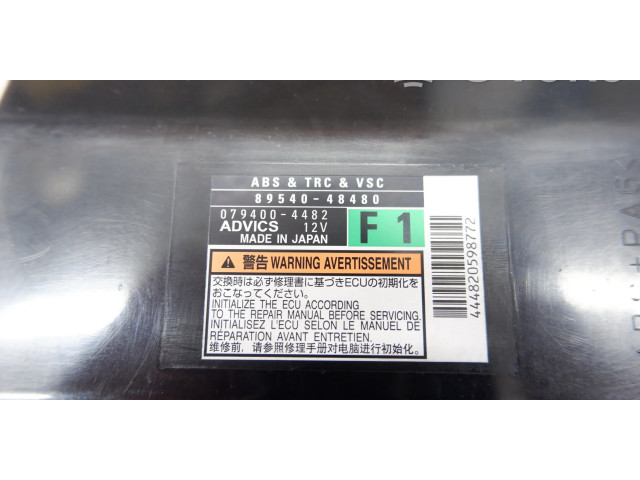 ABS & TRC & VSC
89540-48480
079400-4482
ADVICS 12V
MADE IN JAPAN
F1
警告 WARNING AVERTISSEMENT
交換時は必ず修理書に基づきECUの初期化を
おこなってください。
INITIALIZE THE ECU ACCORDING
TO THE REPAIR MANUAL BEFORE SERVICING.
INITIALISEZ L'ECU SELON LE MANUEL DE
RÉPARATION AVANT ENTRETIEN.
维修前，请参照修理手册对电脑进行初始化。
444820598772